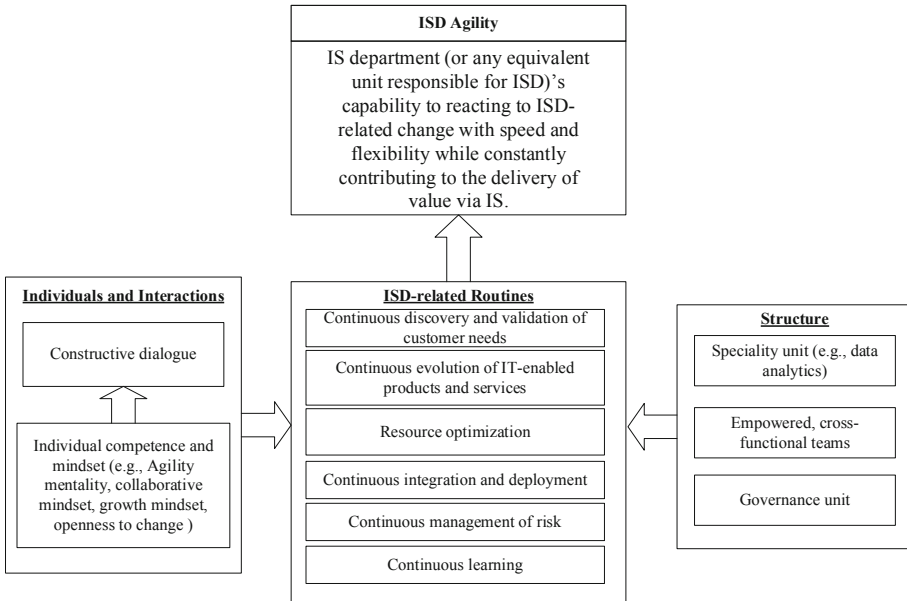 ISD Agility
IS department (or any equivalent
unit responsible for ISD)’s
capability to reacting to ISD-
related change with speed and
flexibility while constantly
contributing to the delivery of
value via IS.
Individuals and Interactions
Constructive dialogue
Individual competence and
mindset (e.g., Agility
mentality, collaborative
mindset, growth mindset,
openness to change )
ISD-related Routines
Continuous discovery and validation of
customer needs
Continuous evolution of IT-enabled
products and services
Resource optimization
Continuous integration and deployment
Continuous management of risk
Continuous learning
Structure
Speciality unit (e.g., data
analytics)
Empowered, cross-
functional teams
Governance unit